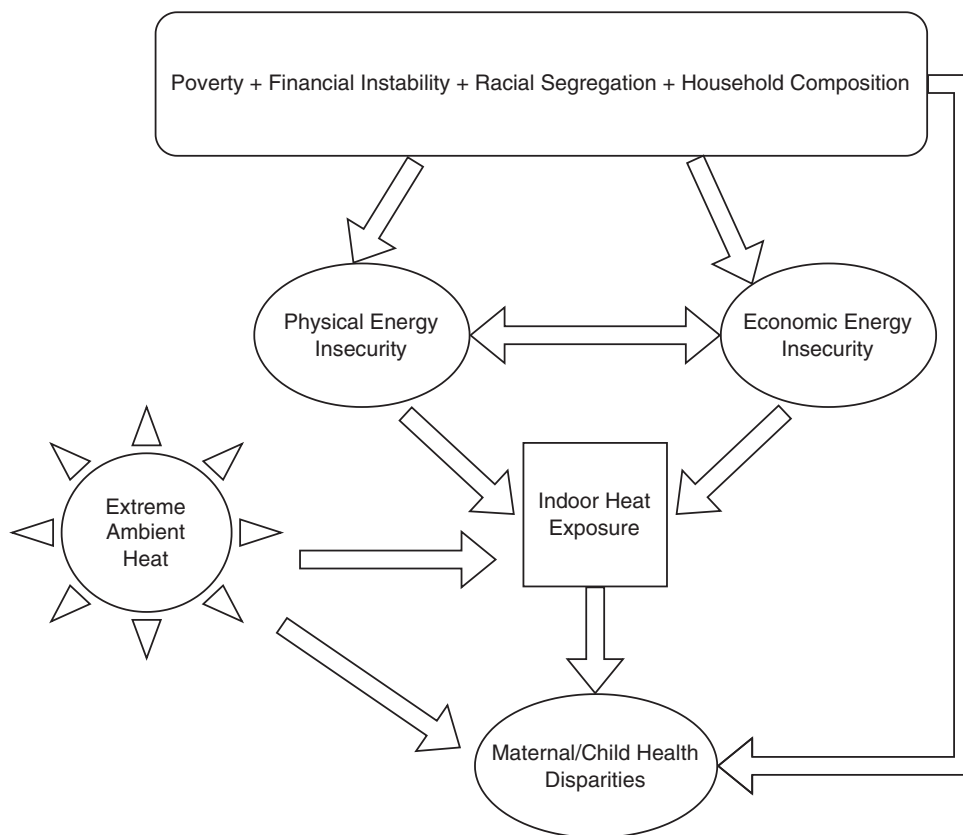 Poverty + Financial Instability + Racial Segregation + Household Composition
Physical Energy
Insecurity
Economic Energy
Insecurity
Extreme
Ambient
Heat
Indoor Heat
Exposure
Maternal/Child Health
Disparities